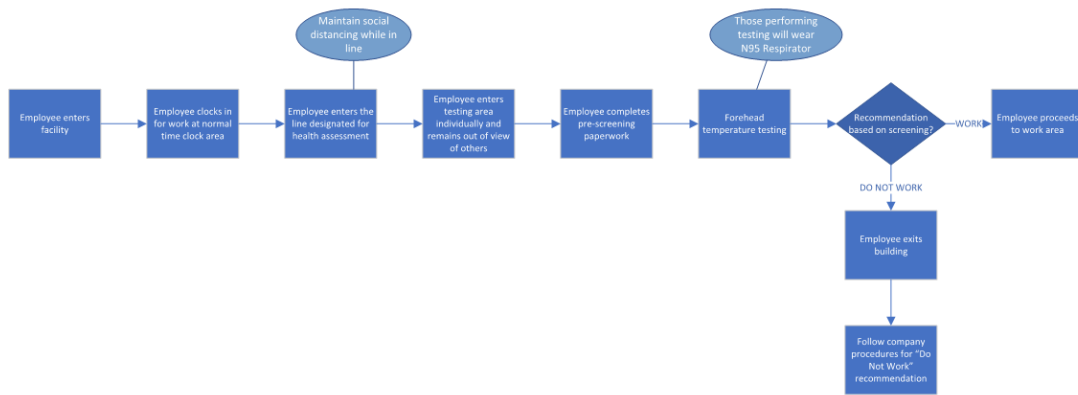 Maintain social
distancing while in
line
Those performing
testing will wear
N95 Respirator
Employee enters
facility
Employee clocks in
for work at normal
time clock area
Employee enters the
line designated for
health assessment
Employee enters
testing area
individually and
remains out of view
of others
Employee completes
pre-screening
paperwork
Forehead
temperature testing
Recommendation
based on screening?
WORK
Employee proceeds
to work area
DO NOT WORK
Employee exits
building
Follow company
procedures for “Do
Not Work”
recommendation